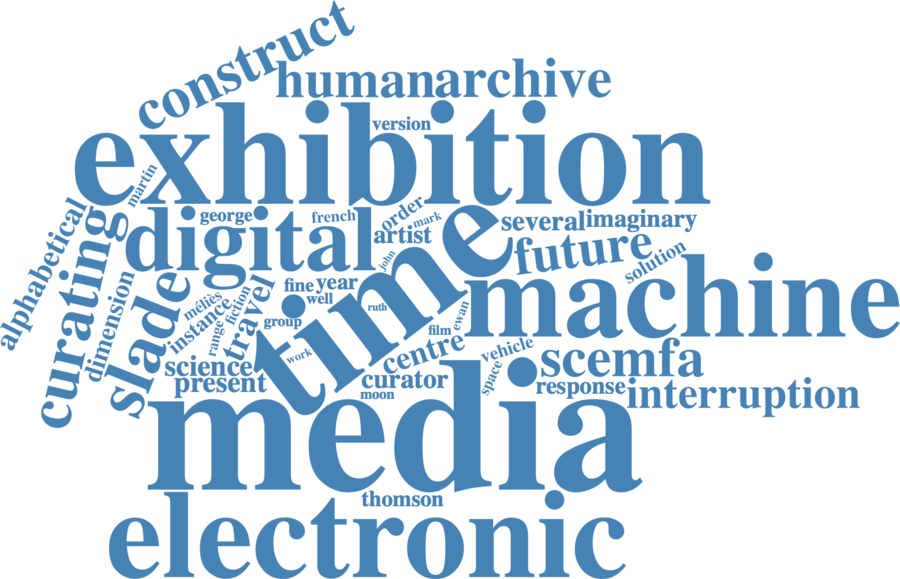 construct
human
archive
exhibition
version
martin
alphabetical
curating
digital
george
french
order
mark
artist
several
imaginary
time
future
solution
john
dimension
slade
méliès
instance
range
fiction
travel
fine
year
well
group
ruth
machine
ewan
film
work
centre
vehicle
space
scemfa
science
present
curator
moon
response
interruption
media
thomson
electronic